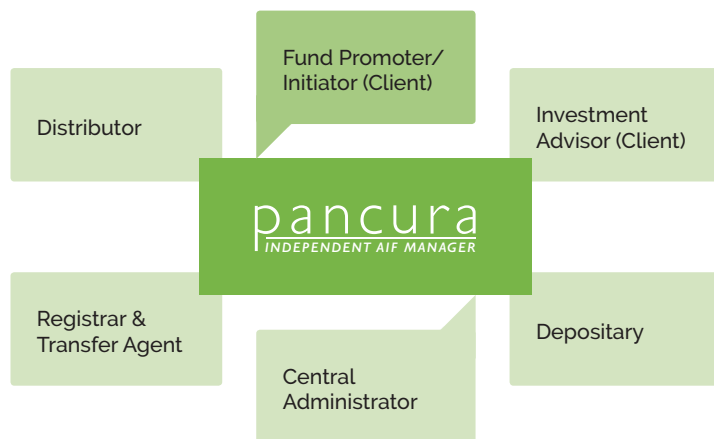 Fund Promoter/
Initiator (Client)
Distributor
Investment
Advisor (Client)
pancura
INDEPENDENT AIF MANAGER
Registrar &
Transfer Agent
Depositary
Central
Administrator